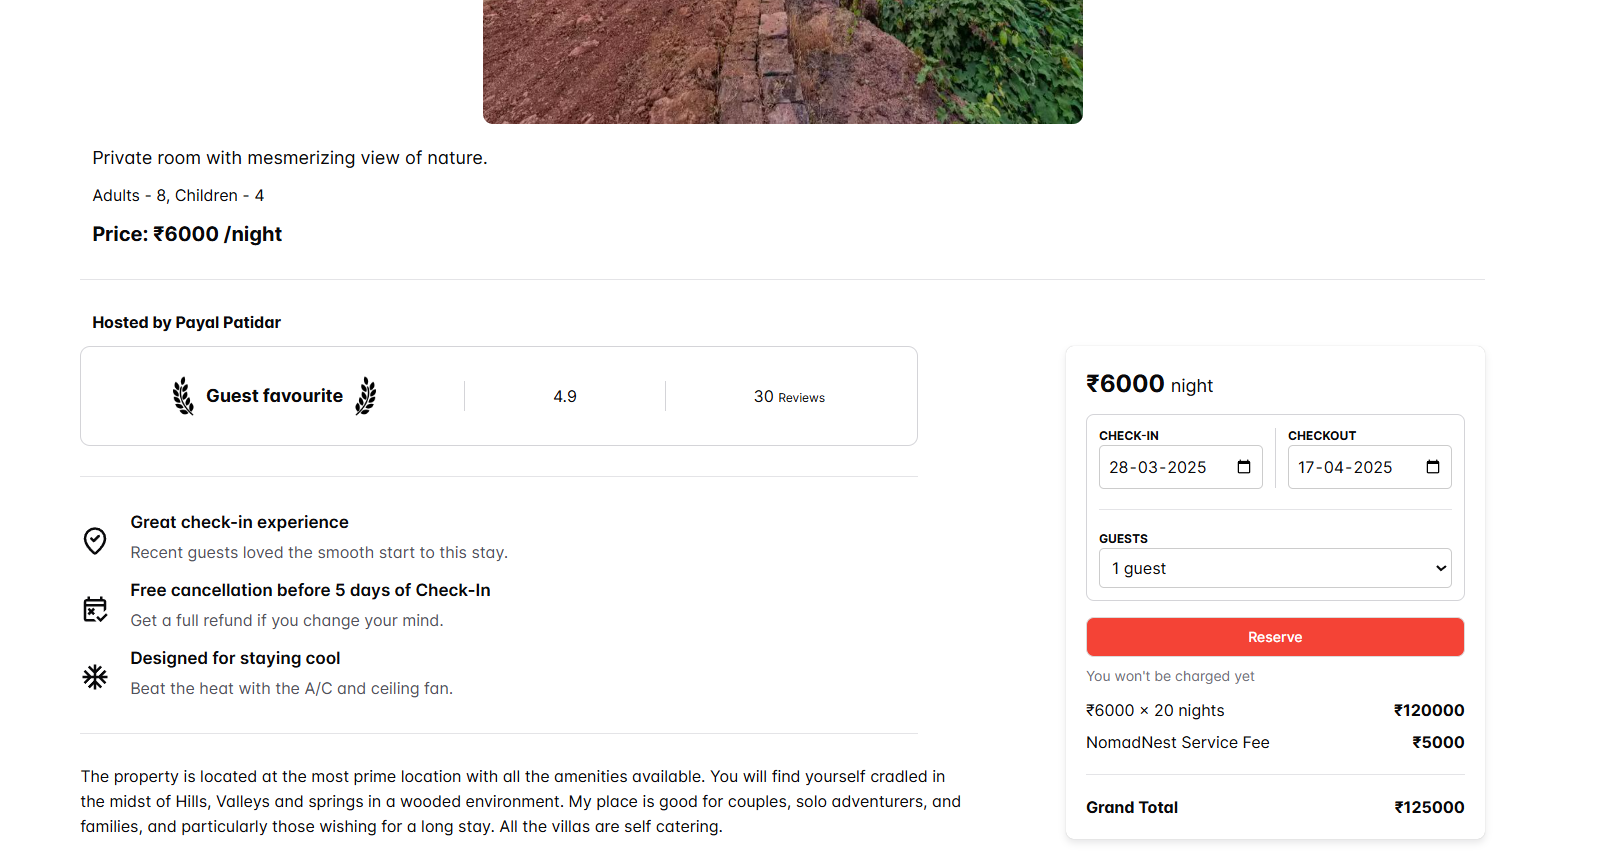 Private room with mesmerizing view of nature.
Adults - 8, Children - 4
Price: ₹6000 /night
Hosted by Payal Patidar
Guest favourite
4.9
30 Reviews
Great check-in experience
Recent guests loved the smooth start to this stay.
Free cancellation before 5 days of Check-In
Get a full refund if you change your mind.
Designed for staying cool
Beat the heat with the A/C and ceiling fan.
The property is located at the most prime location with all the amenities available. You will find yourself cradled in
the midst of Hills, Valleys and springs in a wooded environment. My place is good for couples, solo adventurers, and
families, and particularly those wishing for a long stay. All the villas are self catering.
₹6000 night
CHECK-IN
28-03-2025
CHECKOUT
17-04-2025
GUESTS
1 guest
Reserve
You won't be charged yet
₹6000 × 20 nights ₹120000
NomadNest Service Fee ₹5000
Grand Total ₹125000